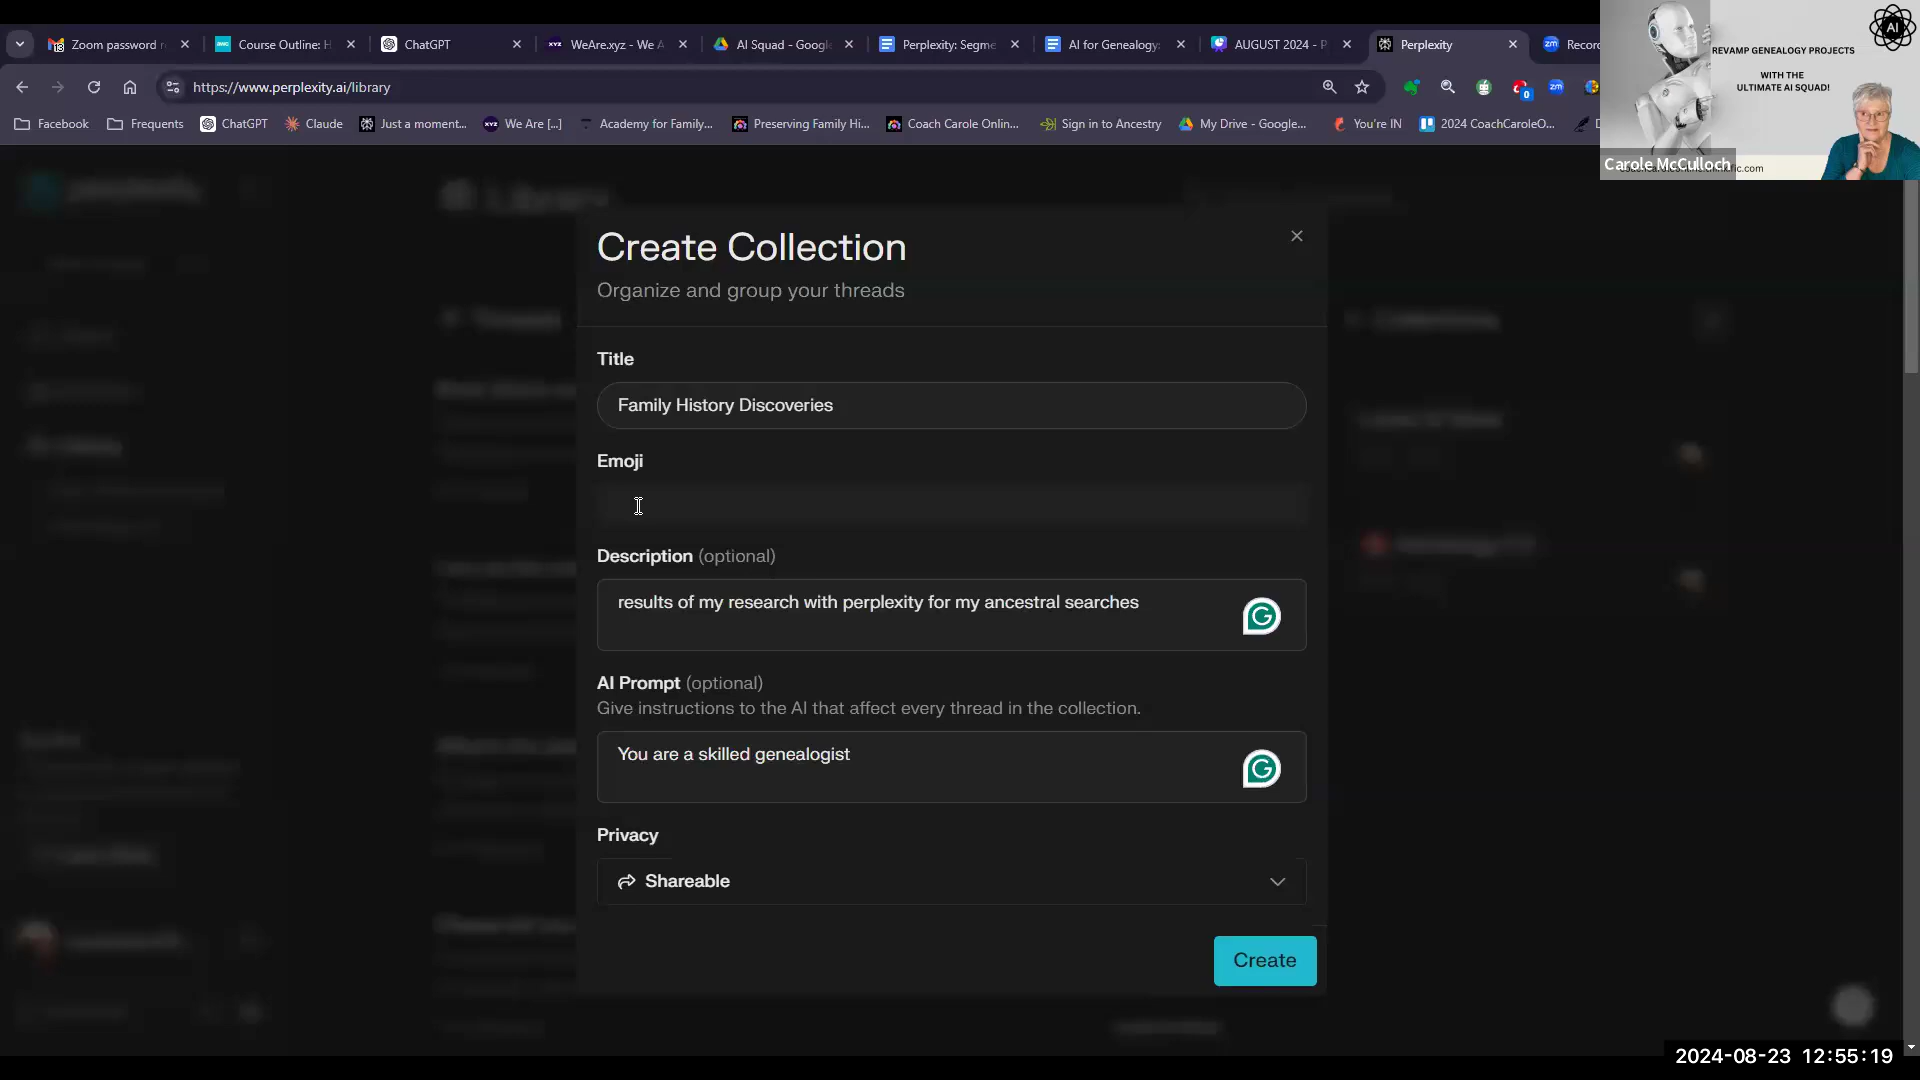 Zoom password r
Course Outline: H
ChatGPT
WeAre.xyz - We A
AI Squad - Google
Perplexity: Segme
AI for Genealogy:
AUGUST 2024 - P
Perplexity
Recor
https://www.perplexity.ai/library
0
Facebook
Frequents
ChatGPT
Claude
Just a moment...
We Are [...]
Academy for Family...
Preserving Family Hi...
Coach Carole Onlin...
Sign in to Ancestry
My Drive - Google...
You're IN
2024 CoachCaroleO...
REVAMP GENEALOGY PROJECTS
WITH THE
ULTIMATE AI SQUAD!
AI
Carole McCulloch
Library
Create Collection
Organize and group your threads
Title
Family History Discoveries
Emoji
Description (optional)
results of my research with perplexity for my ancestral searches
AI Prompt (optional)
Give instructions to the AI that affect every thread in the collection.
You are a skilled genealogist
Privacy
Shareable
Create
2024-08-23 12:55:19